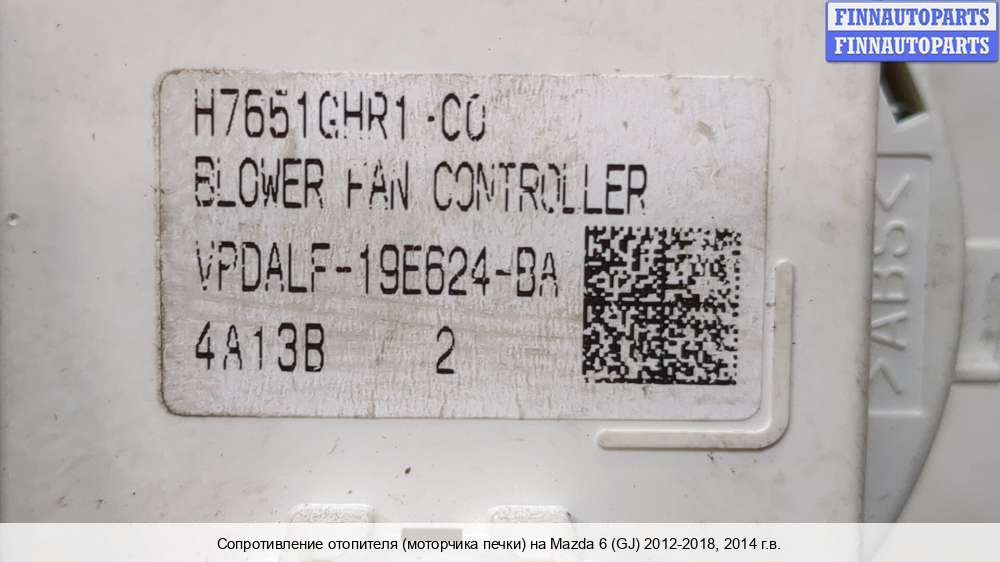 FINNAUTOPARTS
FINNAUTOPARTS
H7651GHR1-C0
BLOWER FAN CONTROLLER
VPDALF-19E624-BA
4A13B 2
>ABS<
Сопротивление отопителя (моторчика печки) на Mazda 6 (GJ) 2012-2018, 2014 г.в.